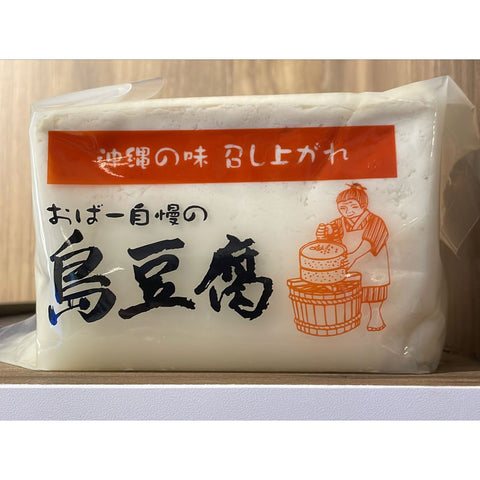 沖縄の味 召し上がれ
おばー自慢の
島豆腐